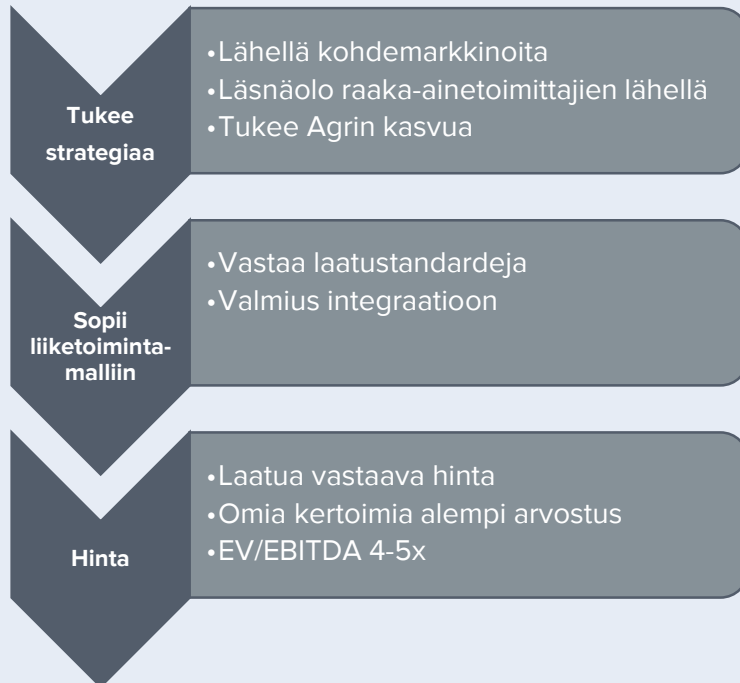 Tukee
strategiaa
•Lähellä kohdemarkkinoita
•Läsnäolo raaka-ainetoimittajien lähellä
•Tukee Agrin kasvua
Sopii
liiketoiminta-
malliin
•Vastaa laatustandardeja
•Valmius integraatioon
Hinta
•Laatua vastaava hinta
•Omia kertoimia alempi arvostus
•EV/EBITDA 4-5x